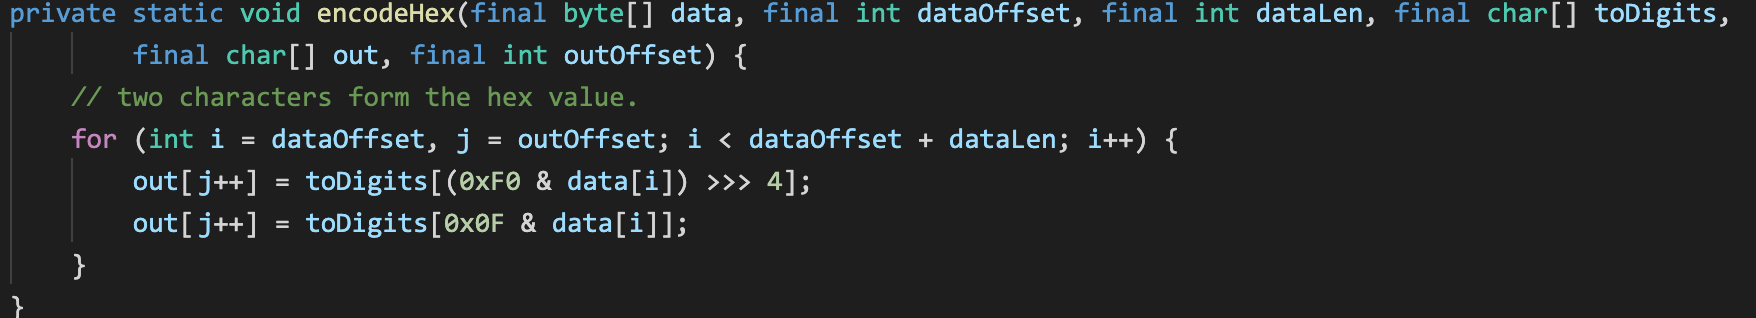 private static void encodeHex(final byte[] data, final int dataOffset, final int dataLen, final char[] toDigits,
final char[] out, final int outOffset) {
// two characters form the hex value.
for (int i = dataOffset, j = outOffset; i < dataOffset + dataLen; i++) {
out[j++] = toDigits[(0xF0 & data[i]) >>> 4];
out[j++] = toDigits[0x0F & data[i]];
}
}